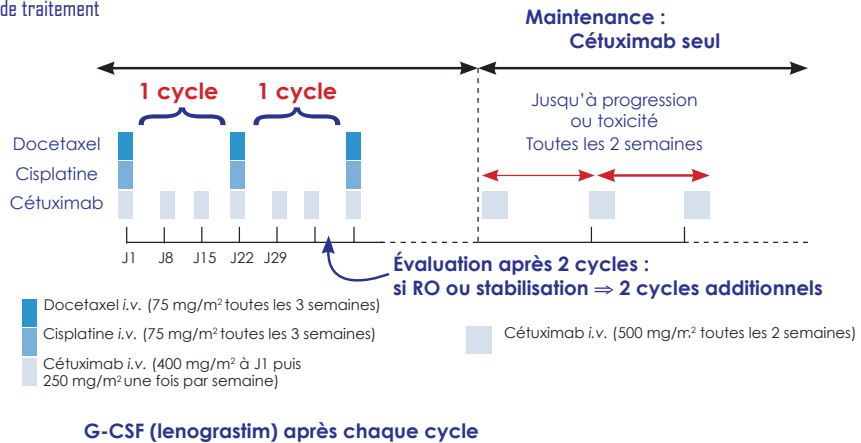 de traitement
Maintenance :
Cétuximab seul
1 cycle
1 cycle
Jusqu'à progression
ou toxicité
Toutes les 2 semaines
Docetaxel
Cisplatine
Cétuximab
J1 J8 J15 J22 J29
Évaluation après 2 cycles :
si RO ou stabilisation ⇒ 2 cycles additionnels
Docetaxel i.v. (75 mg/m² toutes les 3 semaines)
Cisplatine i.v. (75 mg/m² toutes les 3 semaines)
Cétuximab i.v. (400 mg/m² à J1 puis
250 mg/m² une fois par semaine)
Cétuximab i.v. (500 mg/m² toutes les 2 semaines)
G-CSF (lenograstim) après chaque cycle